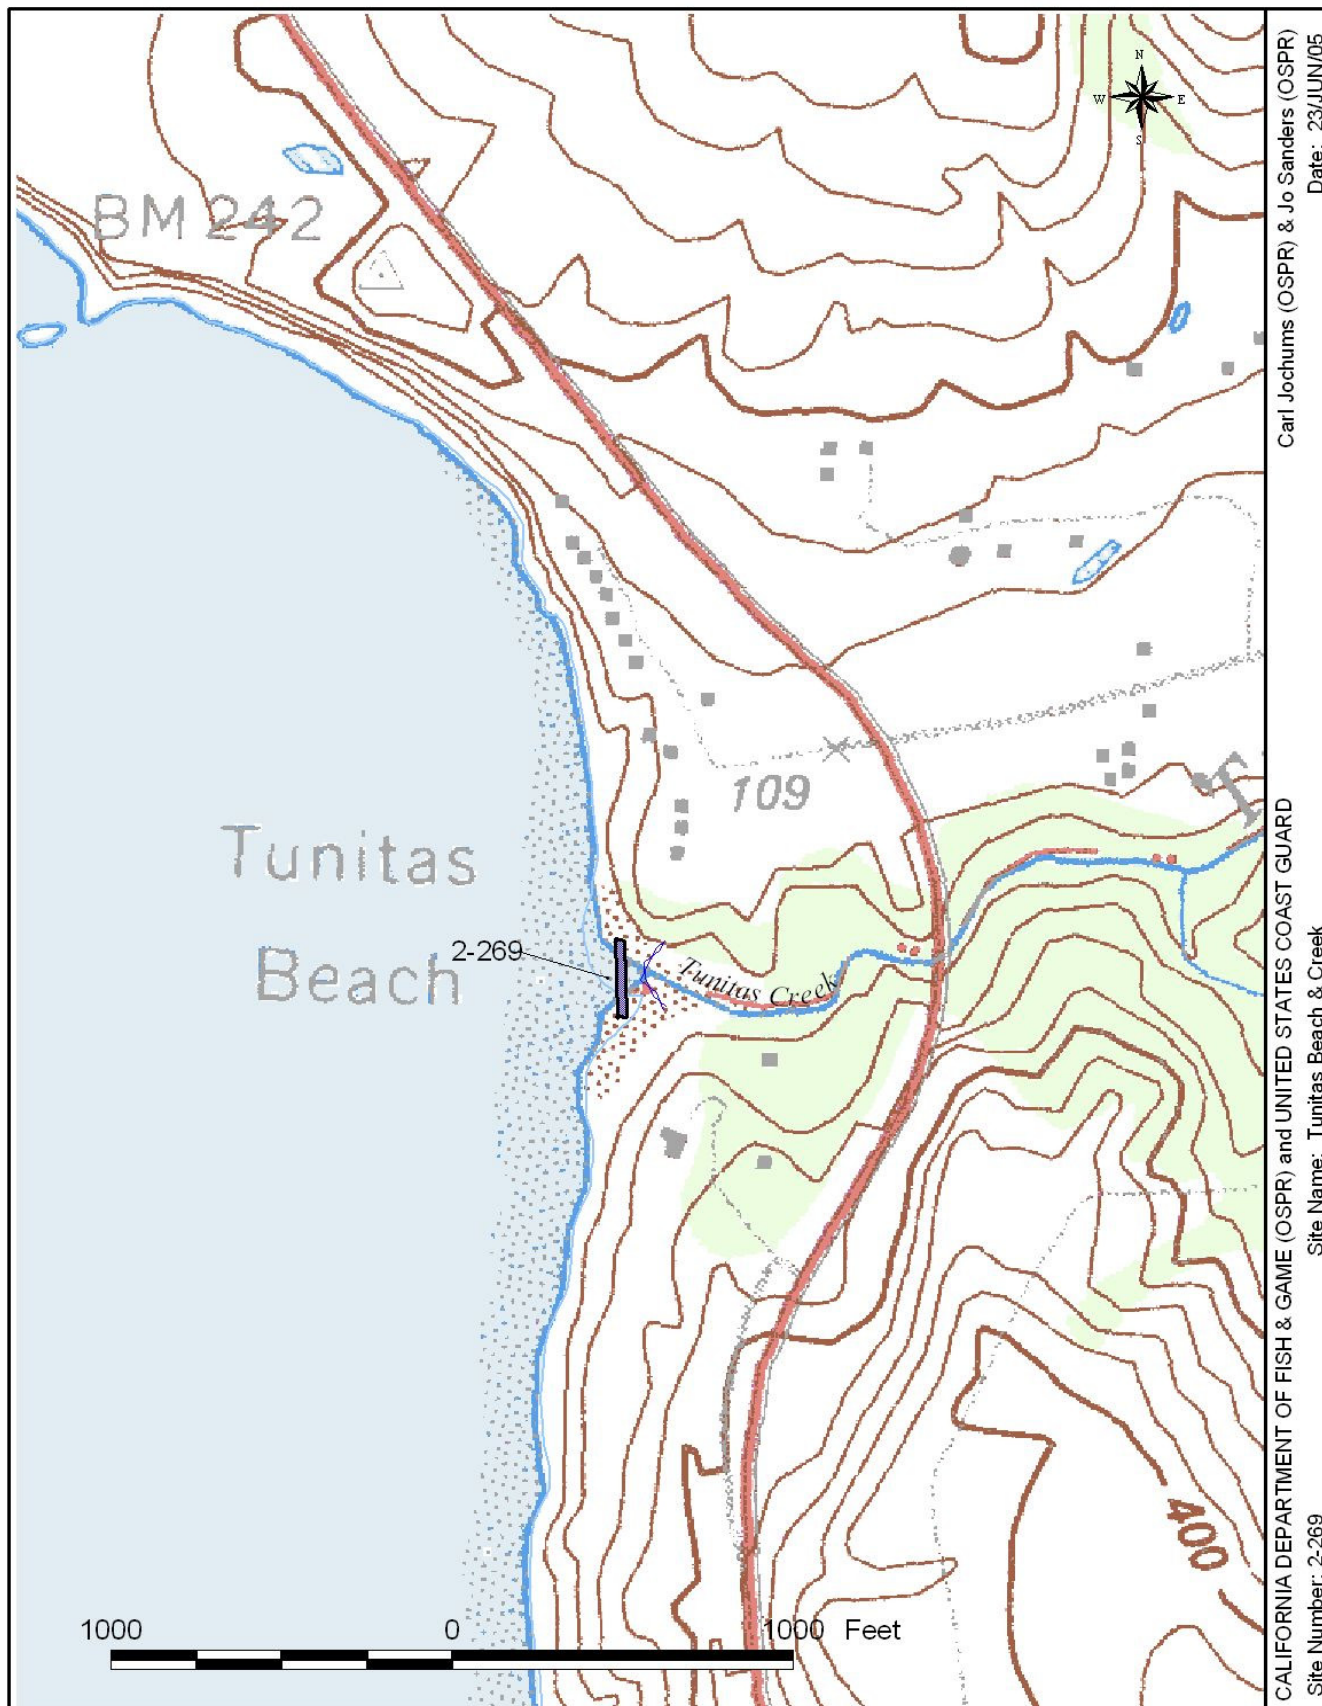 N
W E
S
BM 242
109
T
Tunitas
Beach
2-269
Tunitas Creek
400
1000 0 1000 Feet
CALIFORNIA DEPARTMENT OF FISH & GAME (OSPR) and UNITED STATES COAST GUARD
Carl Jochums (OSPR) & Jo Sanders (OSPR)
Site Number: 2-269
Site Name: Tunitas Beach & Creek
Date: 23/JUN/05